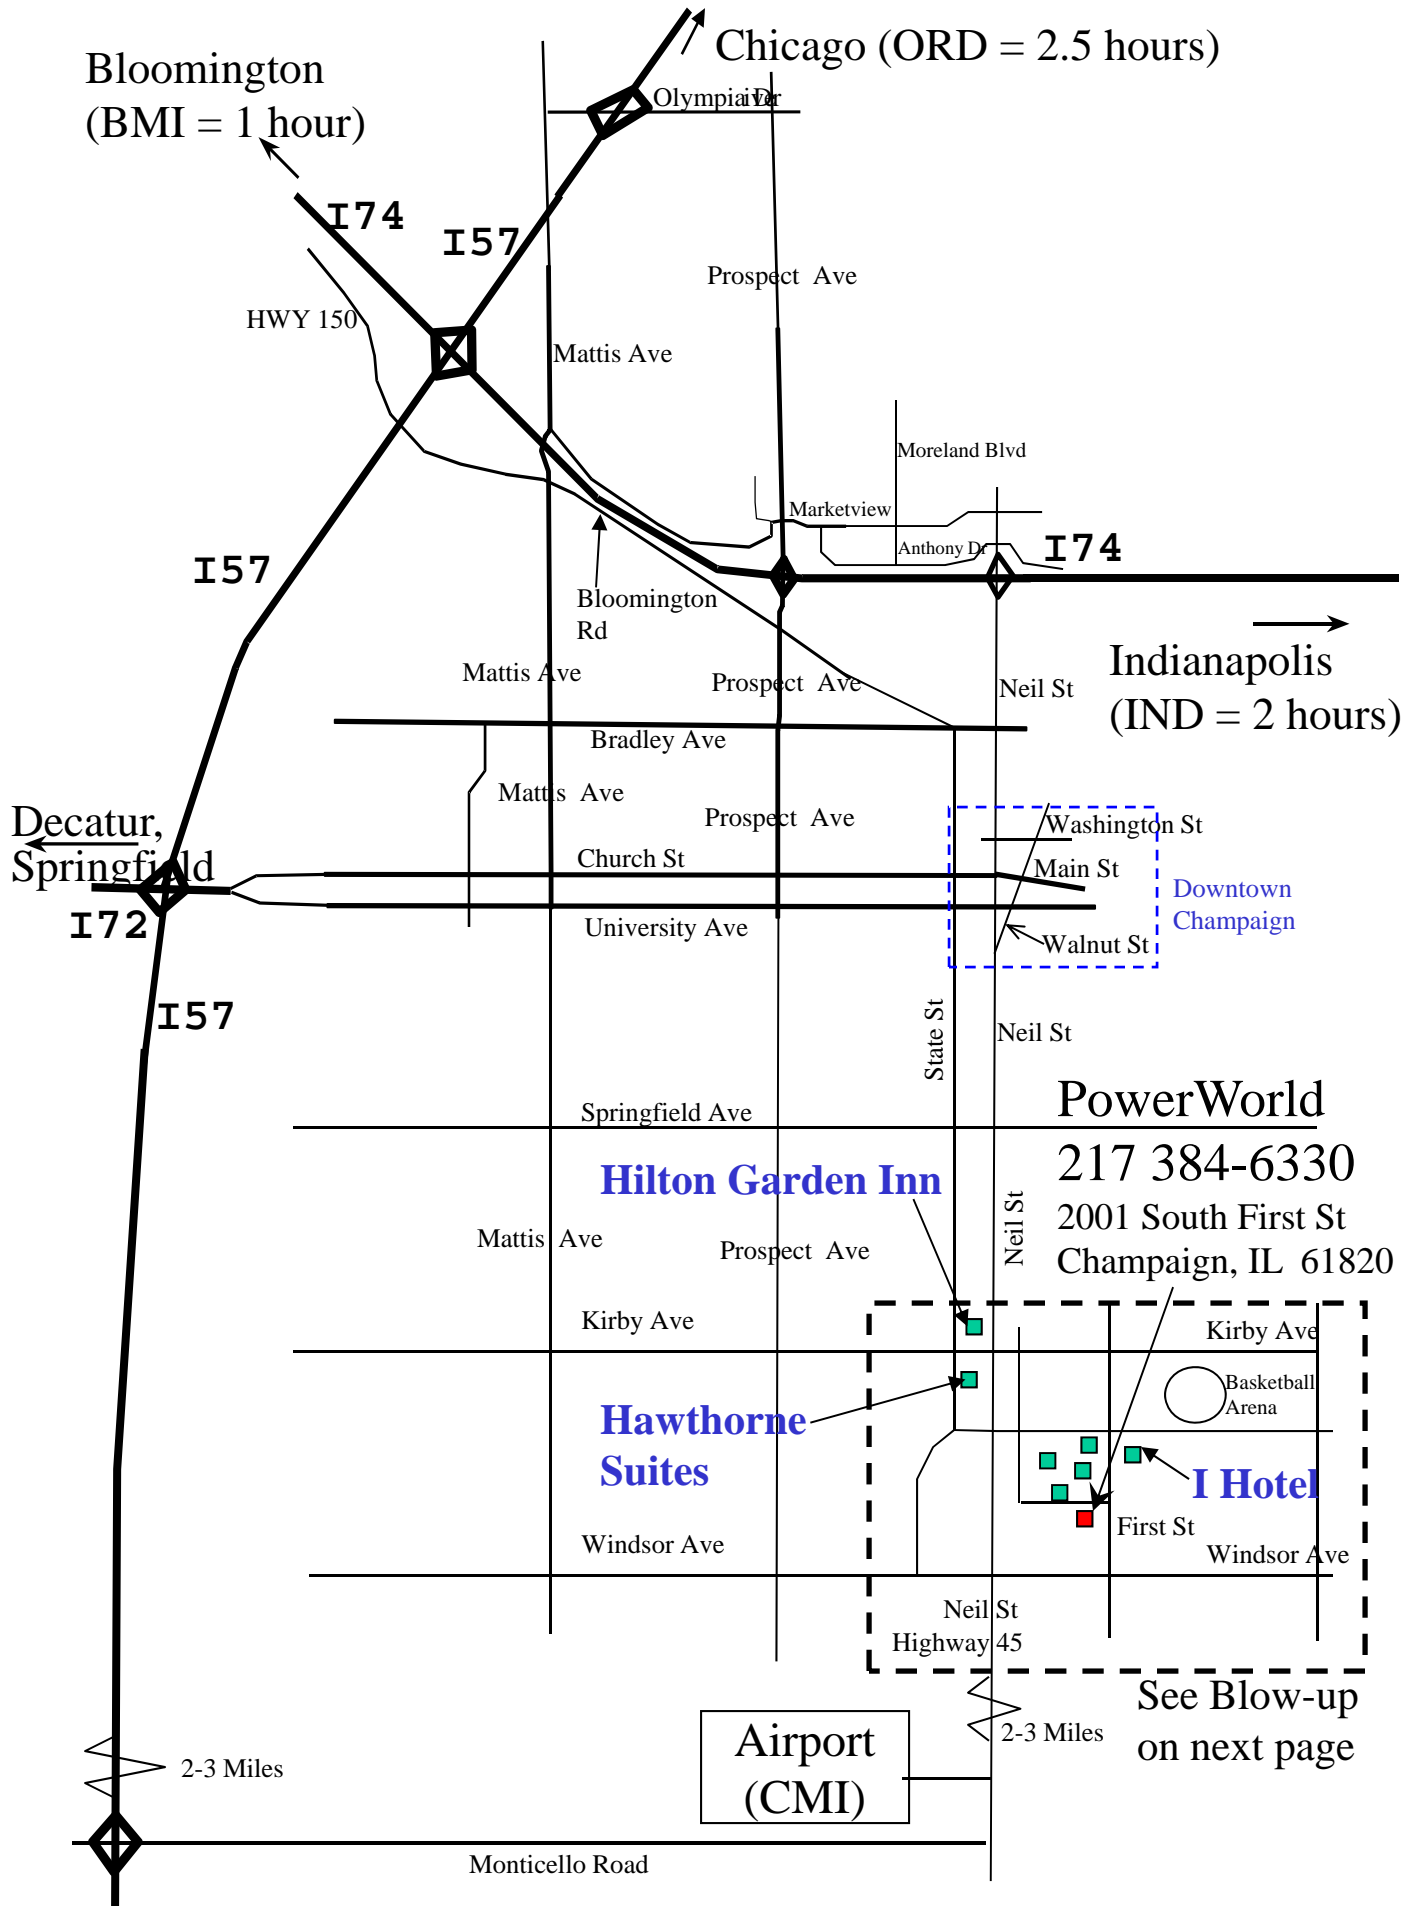 Chicago (ORD = 2.5 hours)
Bloomington
(BMI = 1 hour)
Olympia Dr
I74
I57
Prospect Ave
HWY 150
Mattis Ave
Moreland Blvd
Marketview
Anthony Dr
I74
I57
Bloomington
Rd
Indianapolis
(IND = 2 hours)
Mattis Ave
Prospect Ave
Neil St
Bradley Ave
Mattis Ave
Prospect Ave
Decatur,
Springfield
Washington St
Church St
Main St
Downtown
Champaign
I72
University Ave
Walnut St
I57
State St
Neil St
PowerWorld
217 384-6330
2001 South First St
Champaign, IL 61820
Springfield Ave
Hilton Garden Inn
Neil St
Mattis Ave
Prospect Ave
Kirby Ave
Kirby Ave
Basketball
Arena
Hawthorne
Suites
I Hotel
First St
Windsor Ave
Windsor Ave
Neil St
Highway 45
See Blow-up
on next page
2-3 Miles
Airport
(CMI)
2-3 Miles
Monticello Road